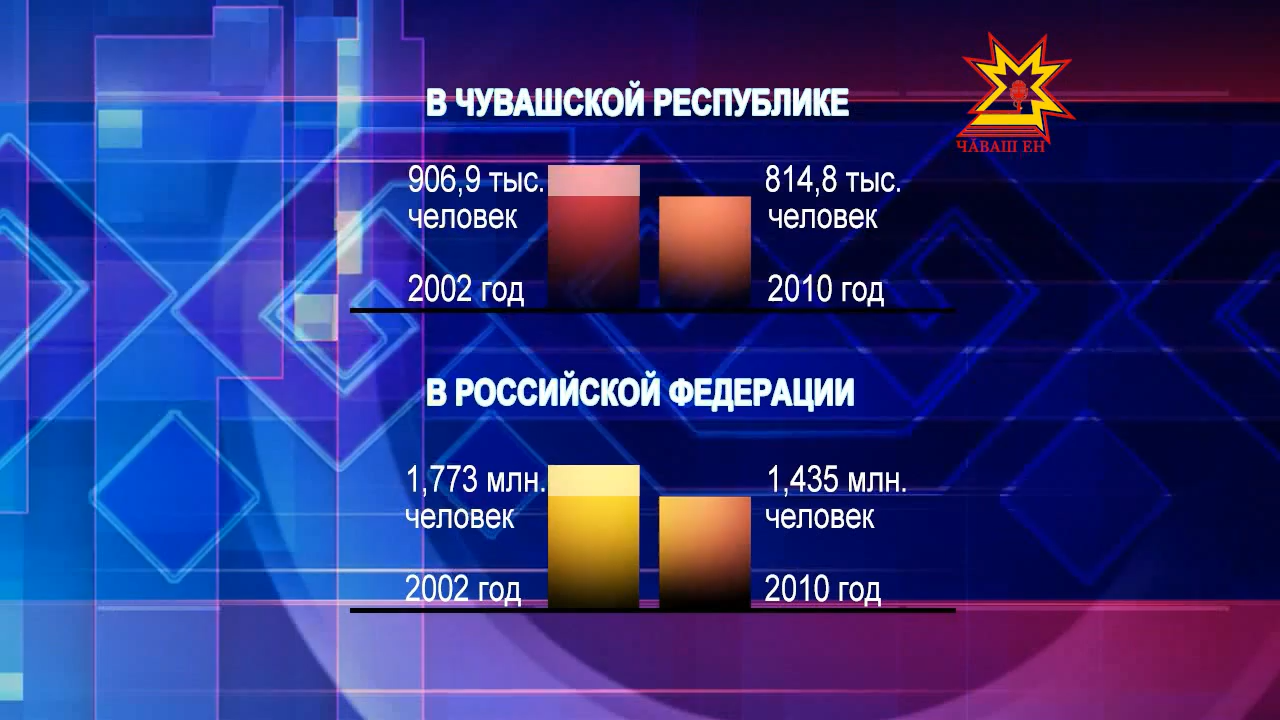 В ЧУВАШСКОЙ РЕСПУБЛИКЕ
ЧӐВАШ ЕН
906,9 тыс.
человек
814,8 тыс.
человек
2002 год
2010 год
В РОССИЙСКОЙ ФЕДЕРАЦИИ
1,773 млн.
человек
1,435 млн.
человек
2002 год
2010 год